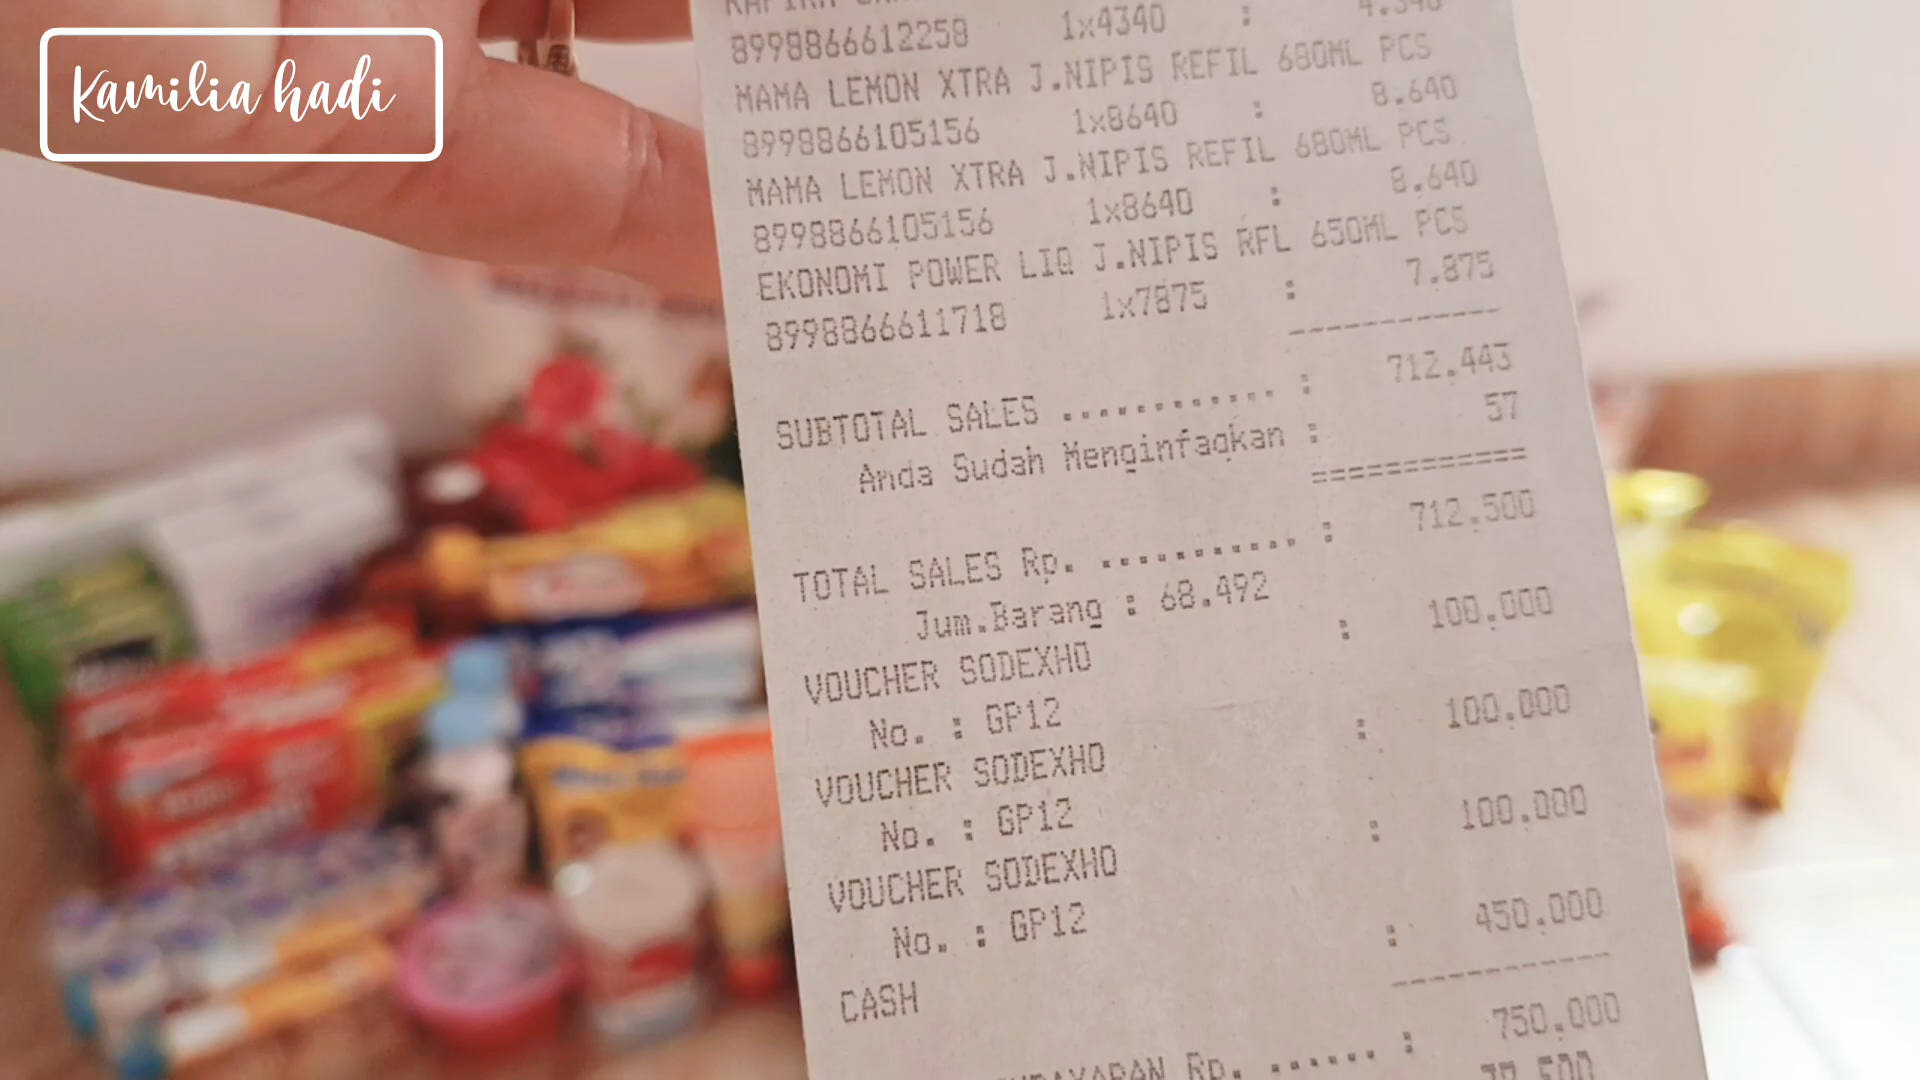 Kamilia hadi
8998866612258 1x4340 : 4.340
MAMA LEMON XTRA J.NIPIS REFIL 680ML PCS
8998866105156 1x8640 : 8.640
MAMA LEMON XTRA J.NIPIS REFIL 680ML PCS
8998866105156 1x8640 : 8.640
EKONOMI POWER LIQ J.NIPIS RFL 650ML PCS
8998866611718 1x7875 : 7.875
SUBTOTAL SALES ............ : 712.443
Anda Sudah Menginfaqkan : 57
============
TOTAL SALES Rp. ........... : 712.500
Jum.Barang : 68.492
VOUCHER SODEXHO : 100.000
No. : GP12
VOUCHER SODEXHO : 100.000
No. : GP12
VOUCHER SODEXHO : 100.000
No. : GP12
CASH : 450.000
Rp. ...... : 750.000